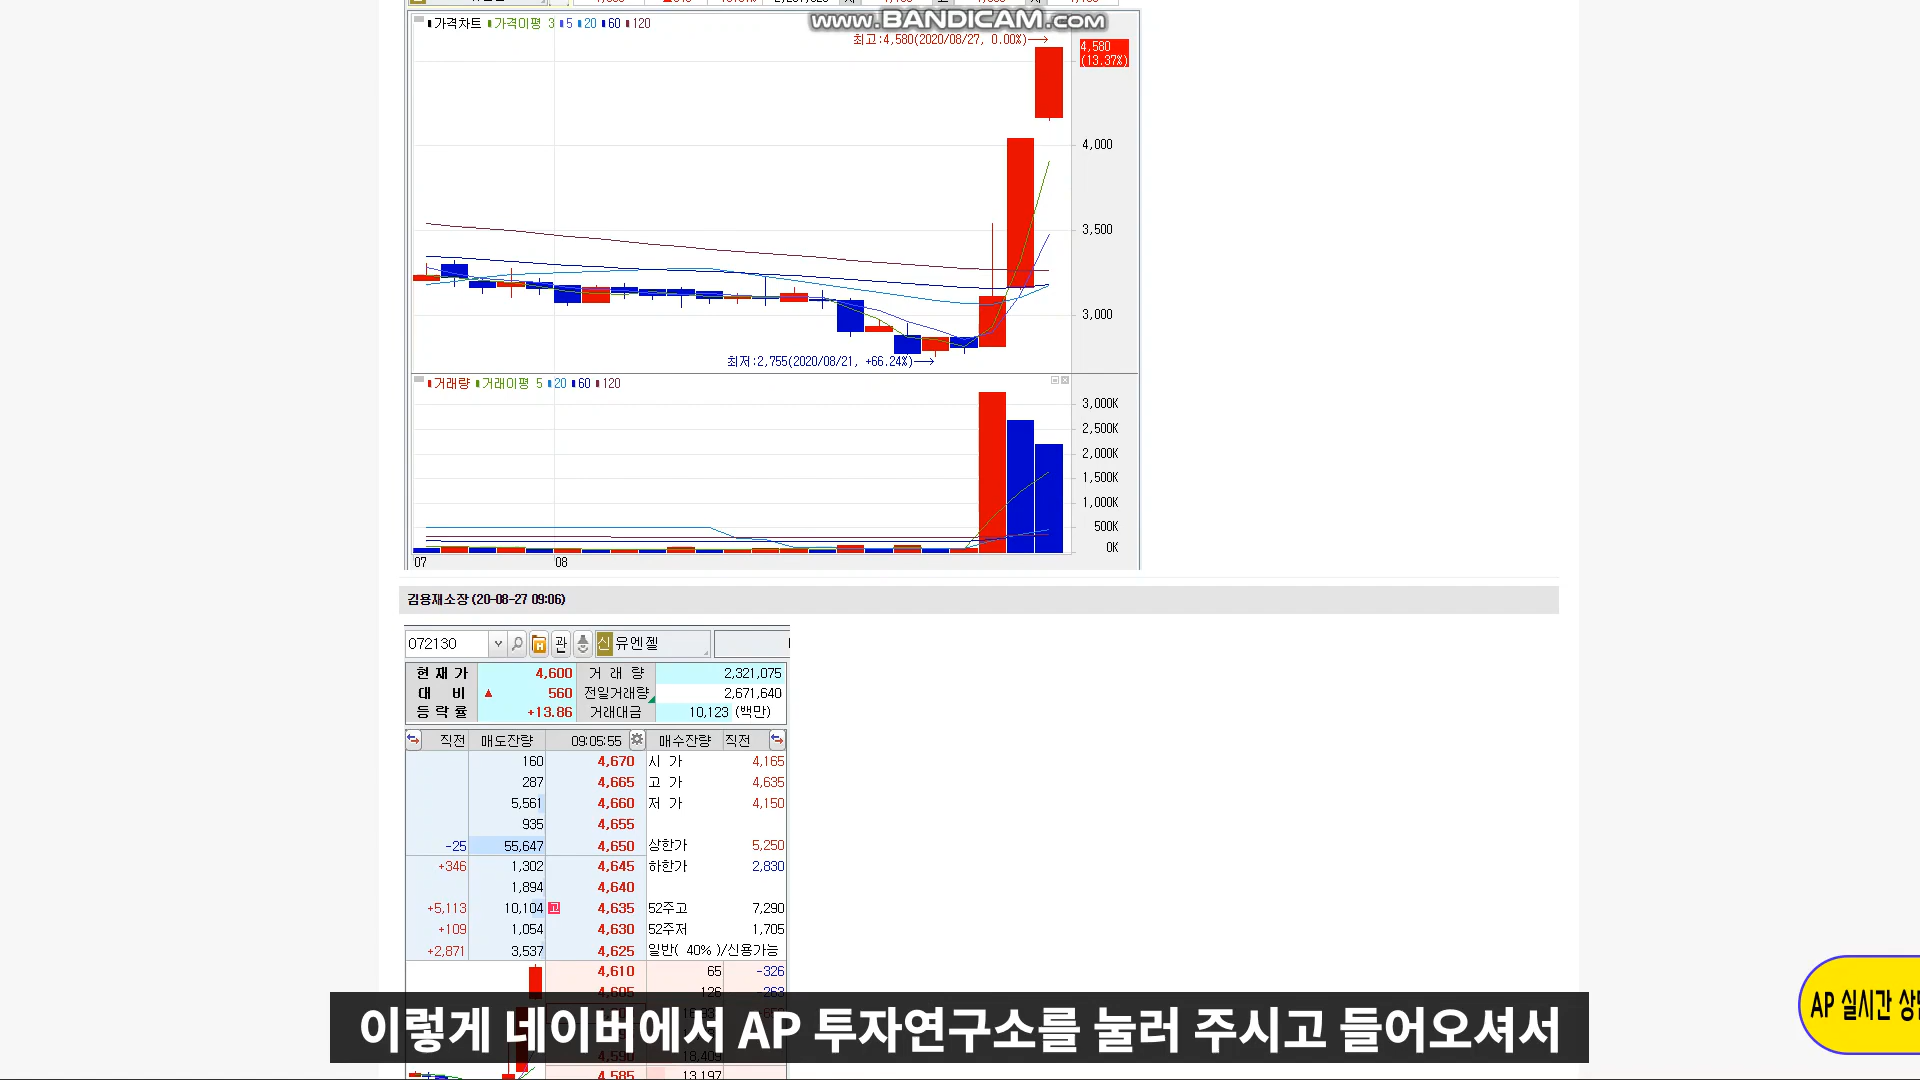 www.BANDICAM.com
가격차트 가격이평 3 5 20 60 120
최고:4,580(2020/08/27, 0.00%)
4,580
(13.37%)
4,000
3,500
3,000
최저:2,755(2020/08/21, +66.24%)
거래량 거래이평 5 20 60 120
3,000K
2,500K
2,000K
1,500K
1,000K
500K
0K
07 08
김용재소장 (20-08-27 09:06)
072130 관 신 유엔젤
현재가 4,600 거래량 2,321,075
대비 ▲ 560 전일거래량 2,671,640
등락률 +13.86 거래대금 10,123 (백만)
직전 매도잔량 09:05:55 매수잔량 직전
160 4,670 시가 4,165
287 4,665 고가 4,635
5,561 4,660 저가 4,150
935 4,655
-25 55,647 4,650 상한가 5,250
+346 1,302 4,645 하한가 2,830
1,894 4,640
+5,113 10,104 고 4,635 52주고 7,290
+109 1,054 4,630 52주저 1,705
+2,871 3,537 4,625 일반( 40% )/신용가능
4,610 65 -326
4,605 126 -263
4,590 18,409
4,585 13,197
이렇게 네이버에서 AP 투자연구소를 눌러 주시고 들어오셔서
AP 실시간